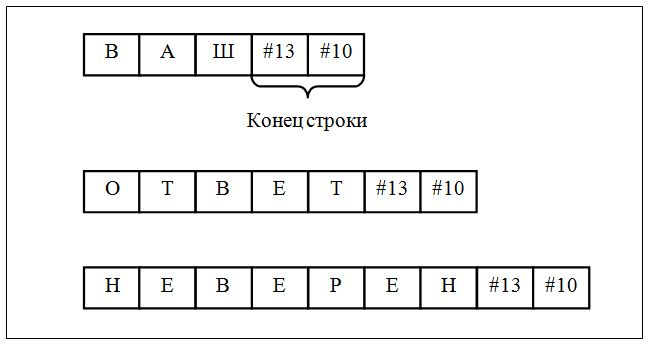 В А Ш #13 #10
Конец строки
О Т В Е Т #13 #10
Н Е В Е Р Е Н #13 #10